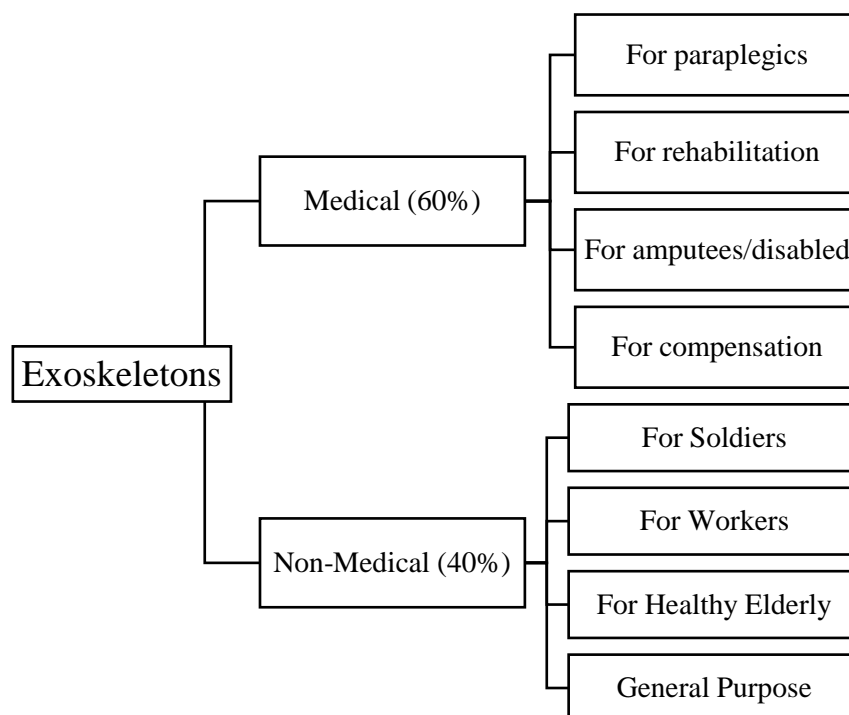 Exoskeletons
Medical (60%)
For paraplegics
For rehabilitation
For amputees/disabled
For compensation
Non-Medical (40%)
For Soldiers
For Workers
For Healthy Elderly
General Purpose